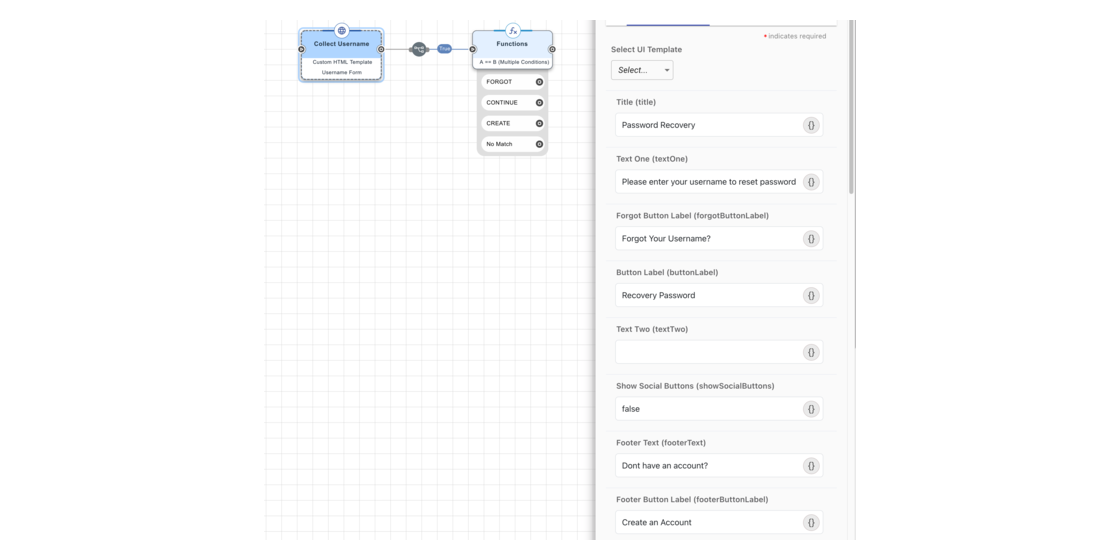 Collect Username
Custom HTML Template
Username Form
True
Functions
A == B (Multiple Conditions)
FORGOT
CONTINUE
CREATE
No Match
* indicates required
Select UI Template
Select...
Title (title)
Password Recovery
{}
Text One (textOne)
Please enter your username to reset password
{}
Forgot Button Label (forgotButtonLabel)
Forgot Your Username?
{}
Button Label (buttonLabel)
Recovery Password
{}
Text Two (textTwo)
{}
Show Social Buttons (showSocialButtons)
false
{}
Footer Text (footerText)
Dont have an account?
{}
Footer Button Label (footerButtonLabel)
Create an Account
{}